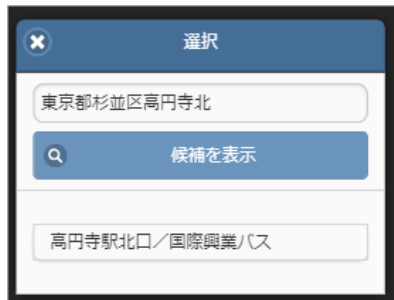 選択
東京都杉並区高円寺北
候補を表示
高円寺駅北口／国際興業バス